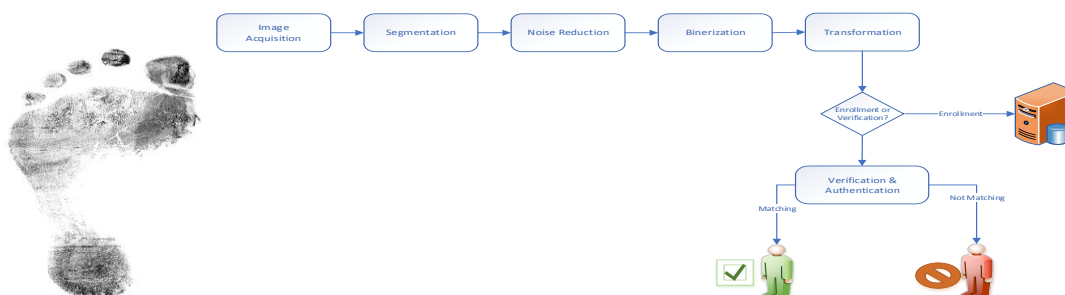 Image
Acquisition
Segmentation
Noise Reduction
Binerization
Transformation
Enrollment or
Verification?
Enrollment
Verification &
Authentication
Matching
Not Matching